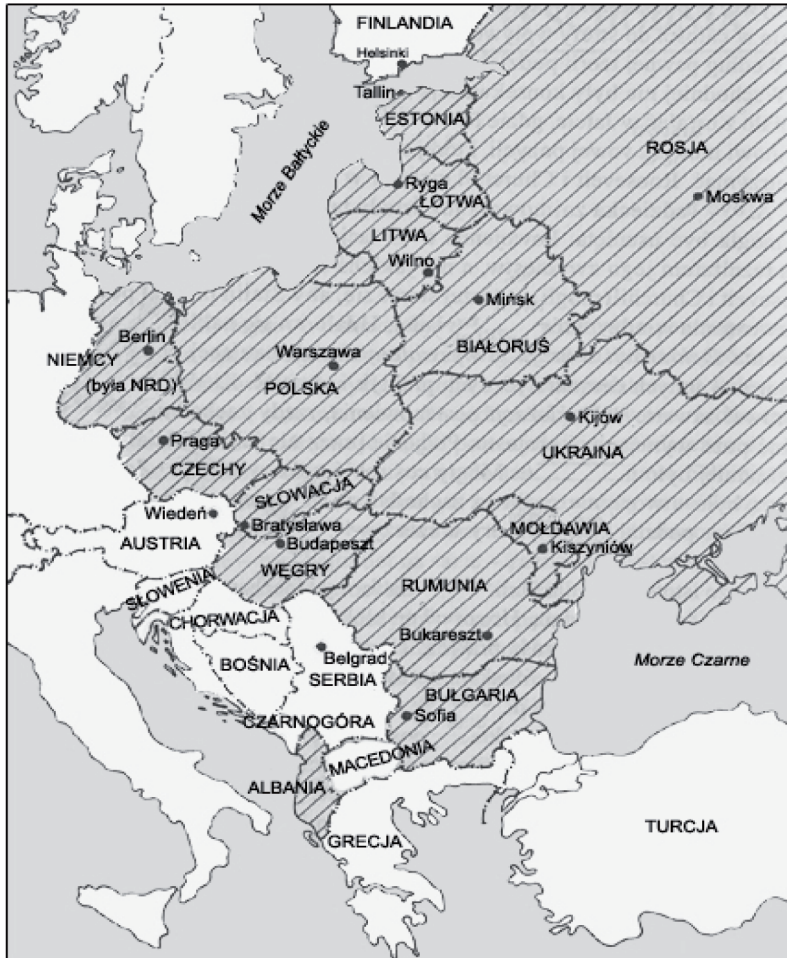 FINLANDIA
Helsinki
Tallin
ESTONIA
ROSJA
Morze Bałtyckie
Ryga
Moskwa
ŁOTWA
LITWA
Wilno
Mińsk
Berlin
BIAŁORUŚ
NIEMCY
Warszawa
(była NRD)
POLSKA
Kijów
Praga
UKRAINA
CZECHY
SŁOWACJA
Wiedeń
Bratysława
MOŁDAWIA
AUSTRIA
Budapeszt
Kiszyniów
WĘGRY
SŁOWENIA
RUMUNIA
CHORWACJA
Bukareszt
BOŚNIA
Belgrad
Morze Czarne
SERBIA
BUŁGARIA
CZARNOGÓRA
Sofia
MACEDONIA
ALBANIA
TURCJA
GRECJA